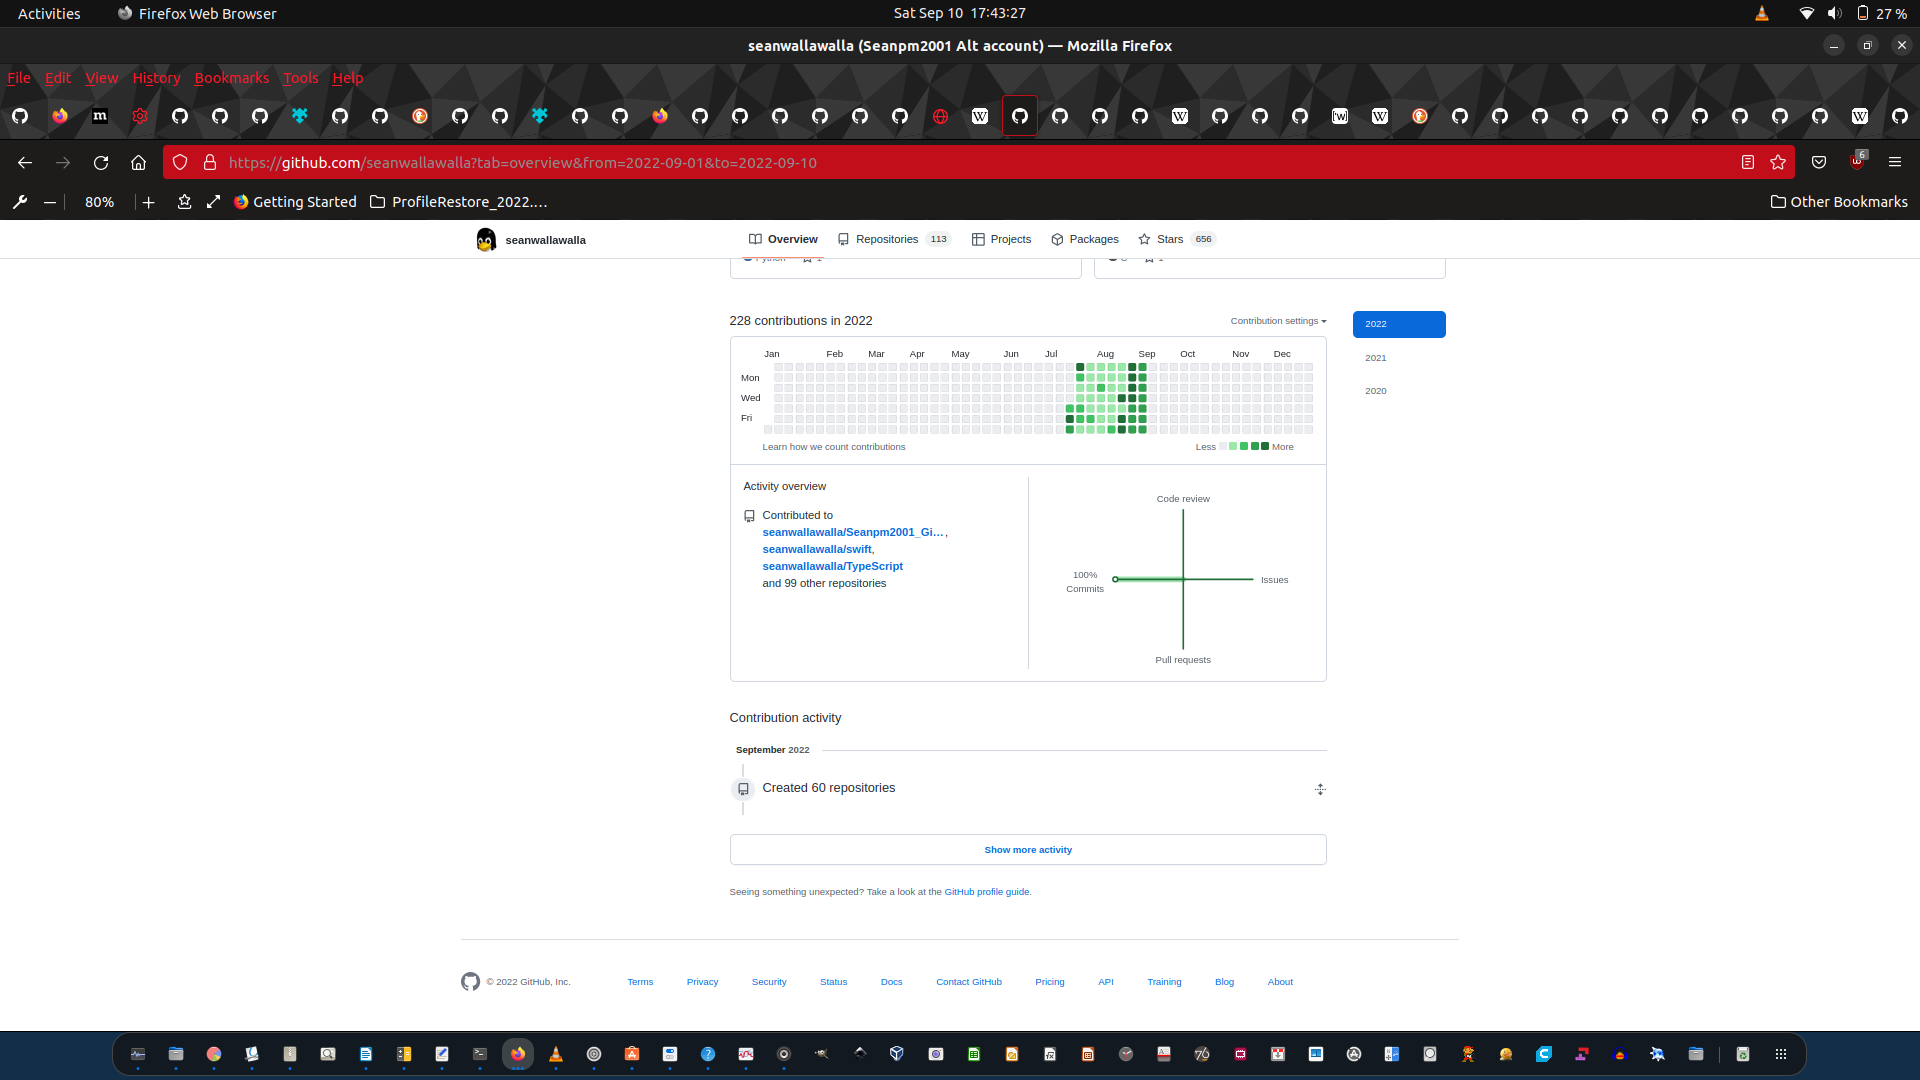 Activities Firefox Web Browser Sat Sep 10 17:43:27 27 %
seanwallawalla (Seanpm2001 Alt account) — Mozilla Firefox
File Edit View History Bookmarks Tools Help
https://github.com/seanwallawalla?tab=overview&from=2022-09-01&to=2022-09-10 6
80% Getting Started ProfileRestore_2022.… Other Bookmarks
seanwallawalla Overview Repositories 113 Projects Packages Stars 656
228 contributions in 2022 Contribution settings 2022
2021
2020
Jan Feb Mar Apr May Jun Jul Aug Sep Oct Nov Dec
Mon
Wed
Fri
Learn how we count contributions Less More
Activity overview
Contributed to
seanwallawalla/Seanpm2001_Gi…,
seanwallawalla/swift,
seanwallawalla/TypeScript
and 99 other repositories
Code review
100%
Commits
Issues
Pull requests
Contribution activity
September 2022
Created 60 repositories
Show more activity
Seeing something unexpected? Take a look at the GitHub profile guide.
© 2022 GitHub, Inc. Terms Privacy Security Status Docs Contact GitHub Pricing API Training Blog About